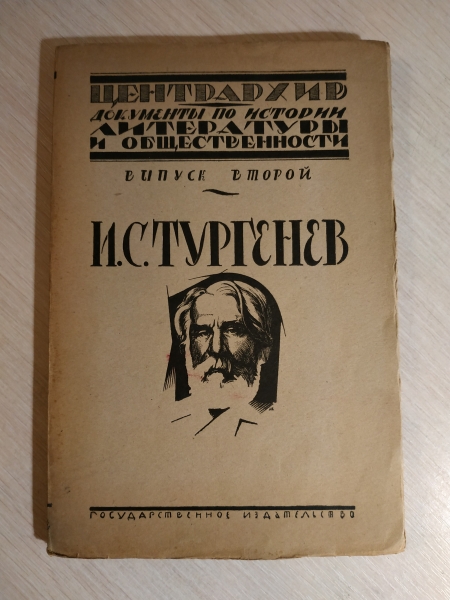 ЦЕНТРАРХИВ
ДОКУМЕНТЫ ПО ИСТОРИИ
ЛИТЕРАТУРЫ
И ОБЩЕСТВЕННОСТИ
ВЫПУСК ВТОРОЙ
И.С.ТУРГЕНЕВ
ГОСУДАРСТВЕННОЕ ИЗДАТЕЛЬСТВО